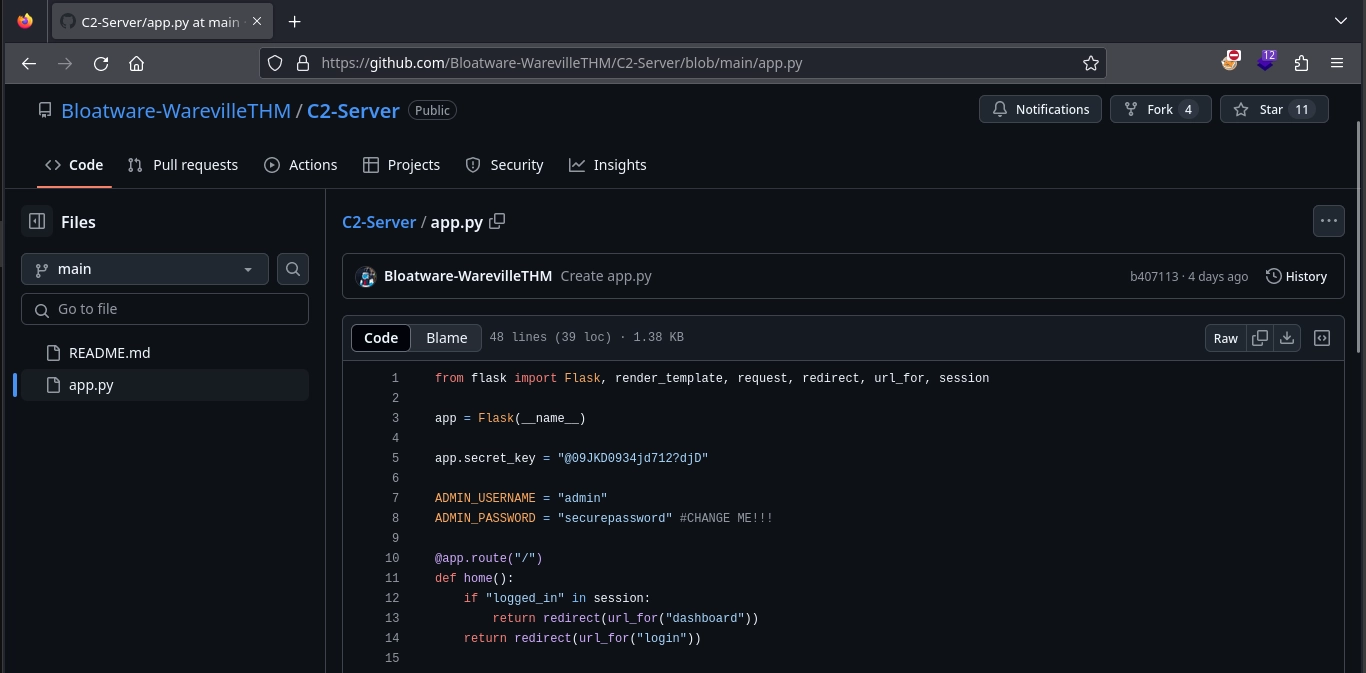 C2-Server/app.py at main
https://github.com/Bloatware-WarevilleTHM/C2-Server/blob/main/app.py
12
Bloatware-WarevilleTHM / C2-Server Public
Notifications Fork 4 Star 11
Code Pull requests Actions Projects Security Insights
Files
main
Go to file
README.md
app.py
C2-Server / app.py
Bloatware-WarevilleTHM Create app.py
b407113 · 4 days ago History
Code Blame 48 lines (39 loc) · 1.38 KB Raw
1 from flask import Flask, render_template, request, redirect, url_for, session
2
3 app = Flask(__name__)
4
5 app.secret_key = "@09JKD0934jd712?djD"
6
7 ADMIN_USERNAME = "admin"
8 ADMIN_PASSWORD = "securepassword" #CHANGE ME!!!
9
10 @app.route("/")
11 def home():
12     if "logged_in" in session:
13         return redirect(url_for("dashboard"))
14     return redirect(url_for("login"))
15